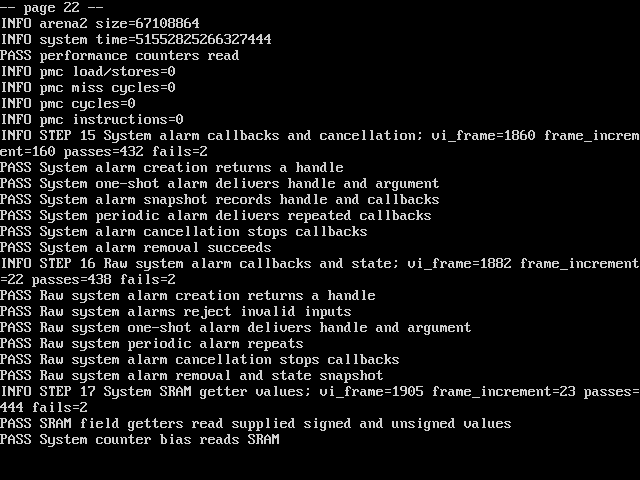 -- page 22 --
INFO arena2 size=67108864
INFO system time=51552825266327444
PASS performance counters read
INFO pmc load/stores=0
INFO pmc miss cycles=0
INFO pmc cycles=0
INFO pmc instructions=0
INFO STEP 15 System alarm callbacks and cancellation; vi_frame=1860 frame_increm
ent=160 passes=432 fails=2
PASS System alarm creation returns a handle
PASS System one-shot alarm delivers handle and argument
PASS System alarm snapshot records handle and callbacks
PASS System periodic alarm delivers repeated callbacks
PASS System alarm cancellation stops callbacks
PASS System alarm removal succeeds
INFO STEP 16 Raw system alarm callbacks and state; vi_frame=1882 frame_increment
=22 passes=438 fails=2
PASS Raw system alarm creation returns a handle
PASS Raw system alarms reject invalid inputs
PASS Raw system one-shot alarm delivers handle and argument
PASS Raw system periodic alarm repeats
PASS Raw system alarm cancellation stops callbacks
PASS Raw system alarm removal and state snapshot
INFO STEP 17 System SRAM getter values; vi_frame=1905 frame_increment=23 passes=
444 fails=2
PASS SRAM field getters read supplied signed and unsigned values
PASS System counter bias reads SRAM